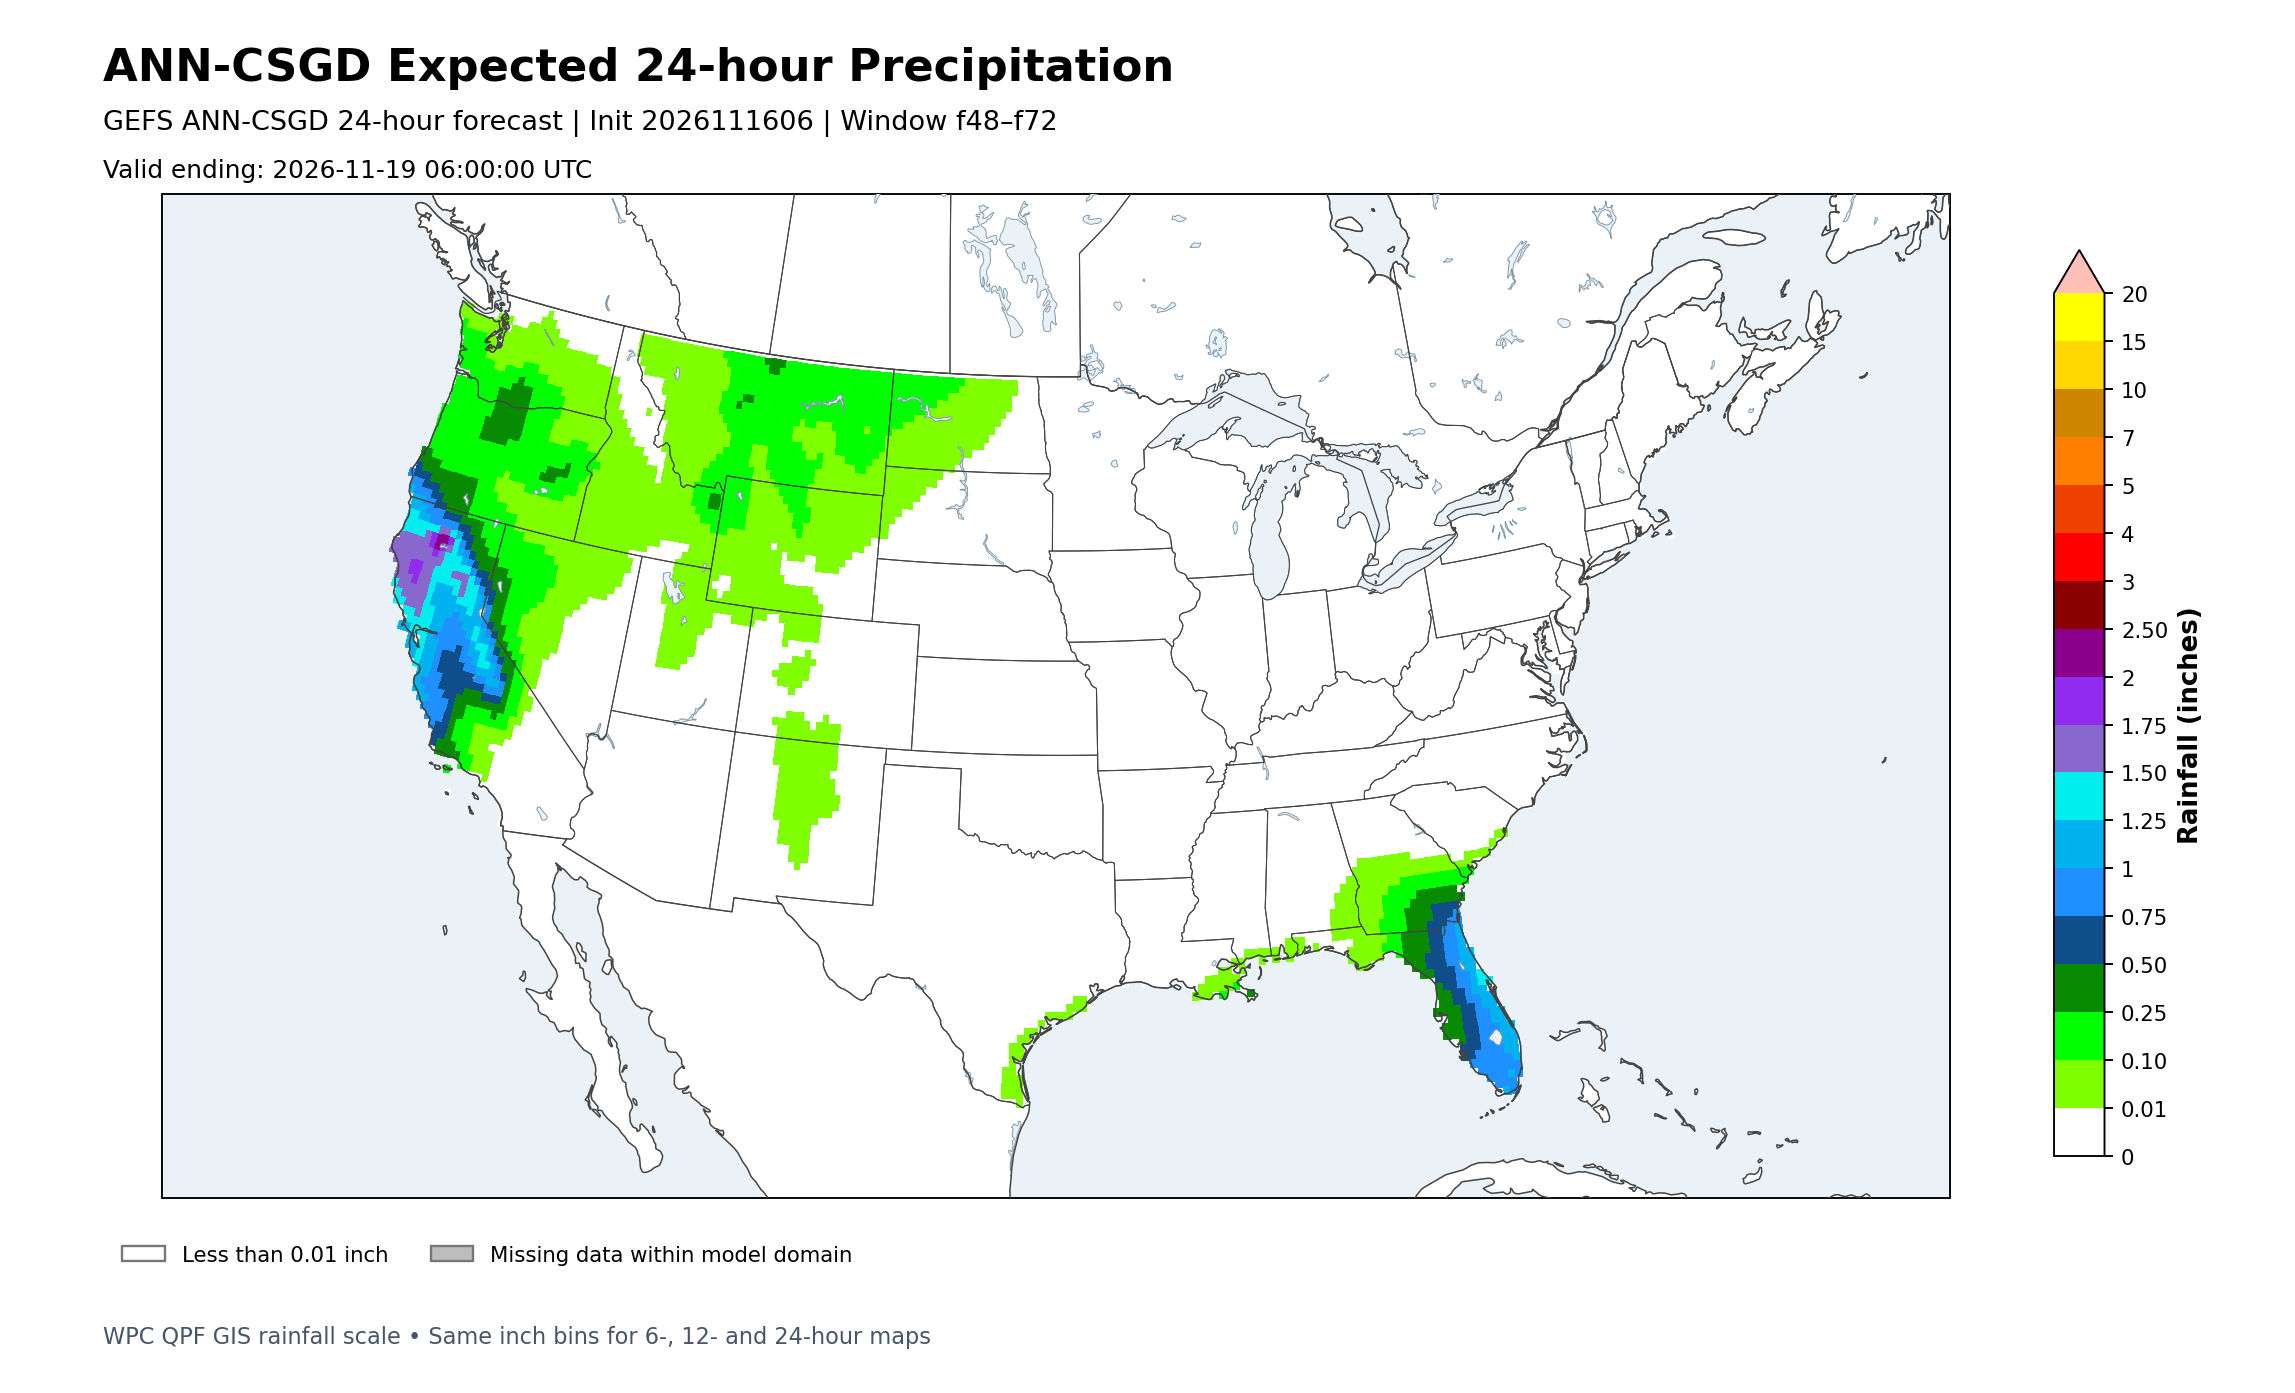 ANN-CSGD Expected 24-hour Precipitation
GEFS ANN-CSGD 24-hour forecast | Init 2026111606 | Window f48–f72
Valid ending: 2026-11-19 06:00:00 UTC
20
15
10
7
5
4
3
2.50
2
1.75
1.50
1.25
1
0.75
0.50
0.25
0.10
0.01
0
Rainfall (inches)
Less than 0.01 inch
Missing data within model domain
WPC QPF GIS rainfall scale • Same inch bins for 6-, 12- and 24-hour maps